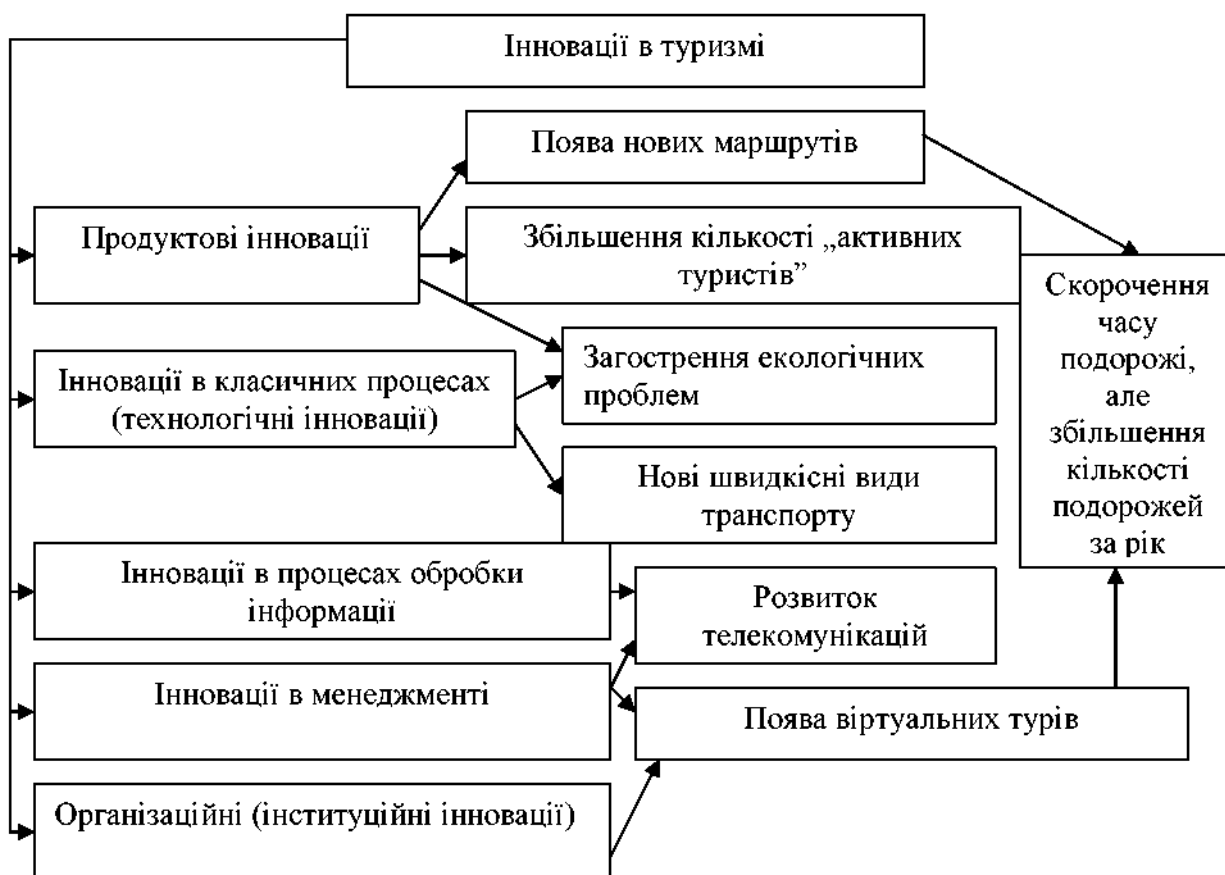 Інновації в туризмі
Поява нових маршрутів
Продуктові інновації
Збільшення кількості „активних
туристів”
Скорочення
часу
подорожі,
але
збільшення
кількості
подорожей
за рік
Інновації в класичних процесах
(технологічні інновації)
Загострення екологічних
проблем
Нові швидкісні види
транспорту
Інновації в процесах обробки
інформації
Розвиток
телекомунікацій
Інновації в менеджменті
Поява віртуальних турів
Організаційні (інституційні інновації)